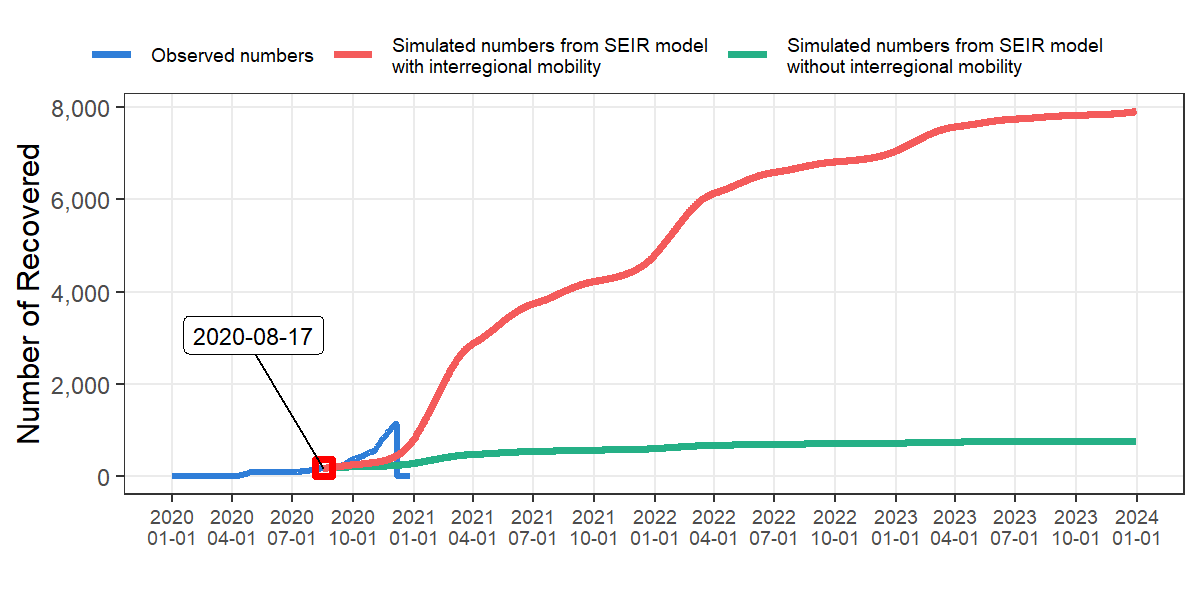 Observed numbers
Simulated numbers from SEIR model
with interregional mobility
Simulated numbers from SEIR model
without interregional mobility
Number of Recovered
8,000
6,000
4,000
2,000
0
2020-08-17
2020 2020 2020 2020 2021 2021 2021 2021 2022 2022 2022 2022 2023 2023 2023 2023 2024
01-01 04-01 07-01 10-01 01-01 04-01 07-01 10-01 01-01 04-01 07-01 10-01 01-01 04-01 07-01 10-01 01-01